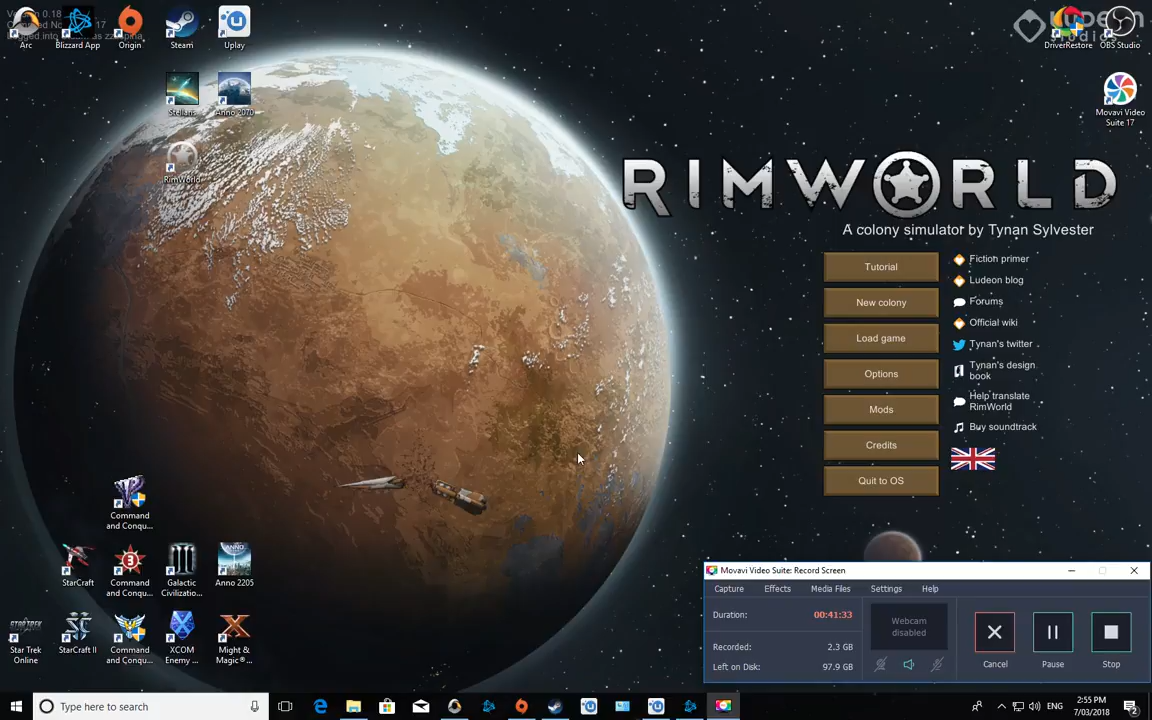 Arc
Blizzard App
Origin
Steam
Uplay
Stellaris
Anno 2070
RimWorld
DriverRestore
OBS Studio
Movavi Video
Suite 17
RIMWORLD
A colony simulator by Tynan Sylvester
Tutorial
New colony
Load game
Options
Mods
Credits
Quit to OS
Fiction primer
Ludeon blog
Forums
Official wiki
Tynan's twitter
Tynan's design
book
Help translate
RimWorld
Buy soundtrack
Command
and Conqu...
StarCraft
Command
and Conqu...
Galactic
Civilizatio...
ANNO
2205
Anno 2205
STAR TREK
ONLINE
Star Trek
Online
StarCraft II
Command
and Conqu...
XCOM
Enemy ...
Might &
Magic® ...
Movavi Video Suite: Record Screen
Capture
Effects
Media Files
Settings
Help
Duration:
00:41:33
Recorded:
2.3 GB
Left on Disk:
97.9 GB
Webcam
disabled
Cancel
Pause
Stop
Type here to search
ENG
2:55 PM
7/03/2018
2